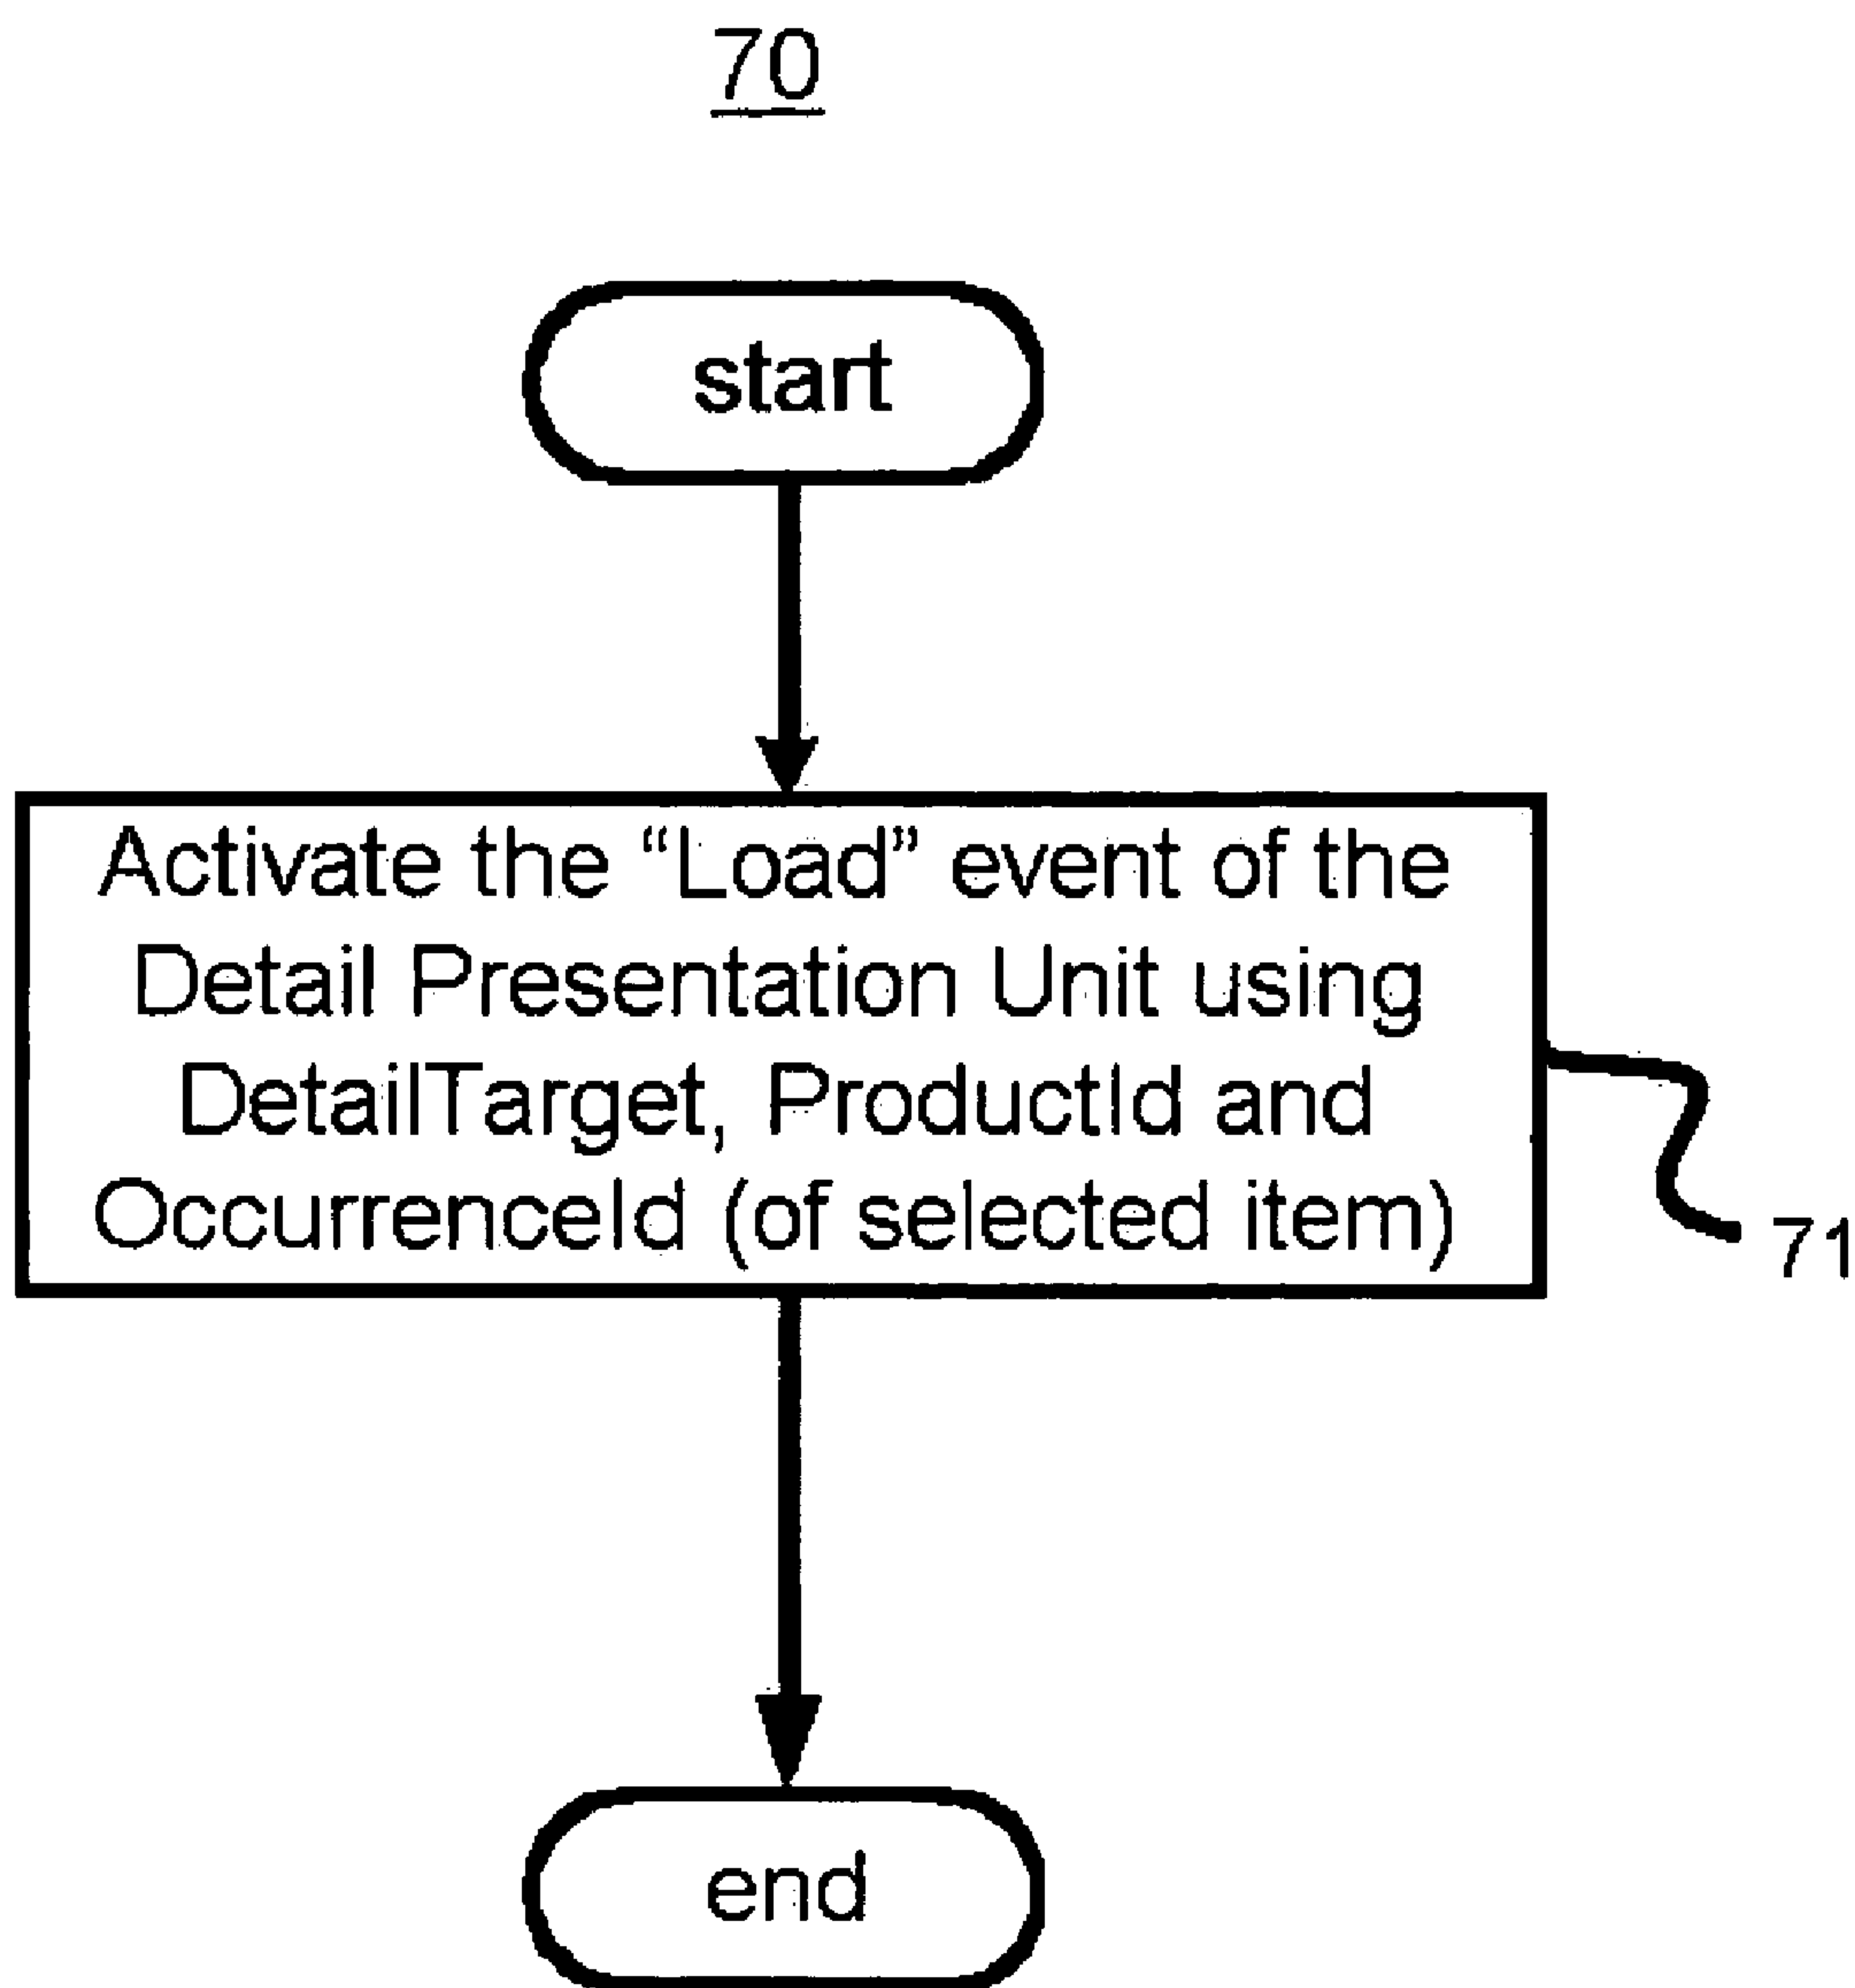 70
start
Activate the “Load” event of the
Detail Presentation Unit using
DetailTarget, ProductId and
OccurrenceId (of selected item)
71
end